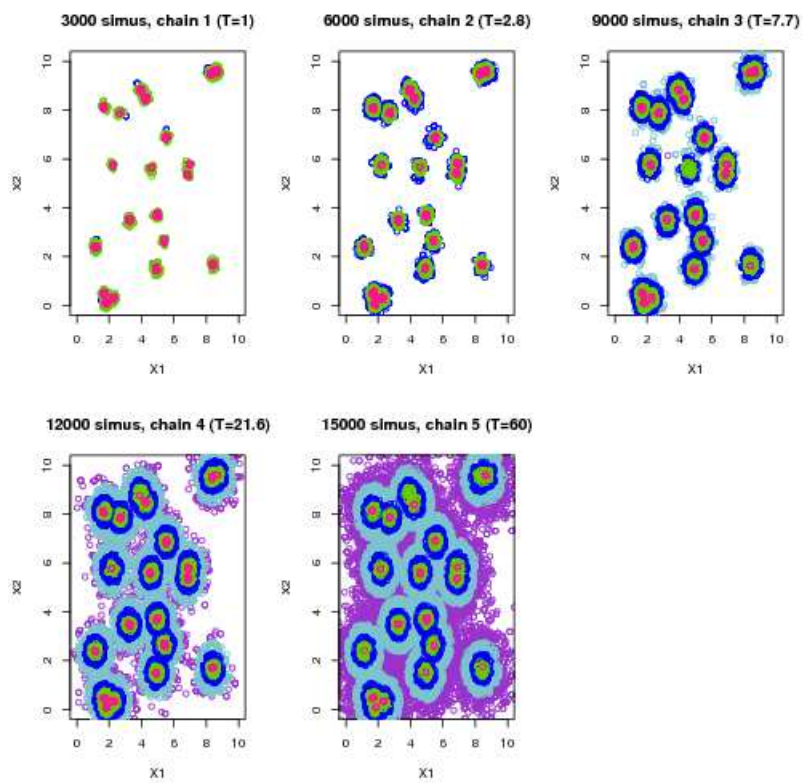 3000 simus, chain 1 (T=1)
6000 simus, chain 2 (T=2.8)
9000 simus, chain 3 (T=7.7)
X2
10
8
6
4
2
0
0 2 4 6 8 10
X1
X2
10
8
6
4
2
0
0 2 4 6 8 10
X1
X2
10
8
6
4
2
0
0 2 4 6 8 10
X1
12000 simus, chain 4 (T=21.6)
15000 simus, chain 5 (T=60)
X2
10
8
6
4
2
0
0 2 4 6 8 10
X1
X2
10
8
6
4
2
0
0 2 4 6 8 10
X1